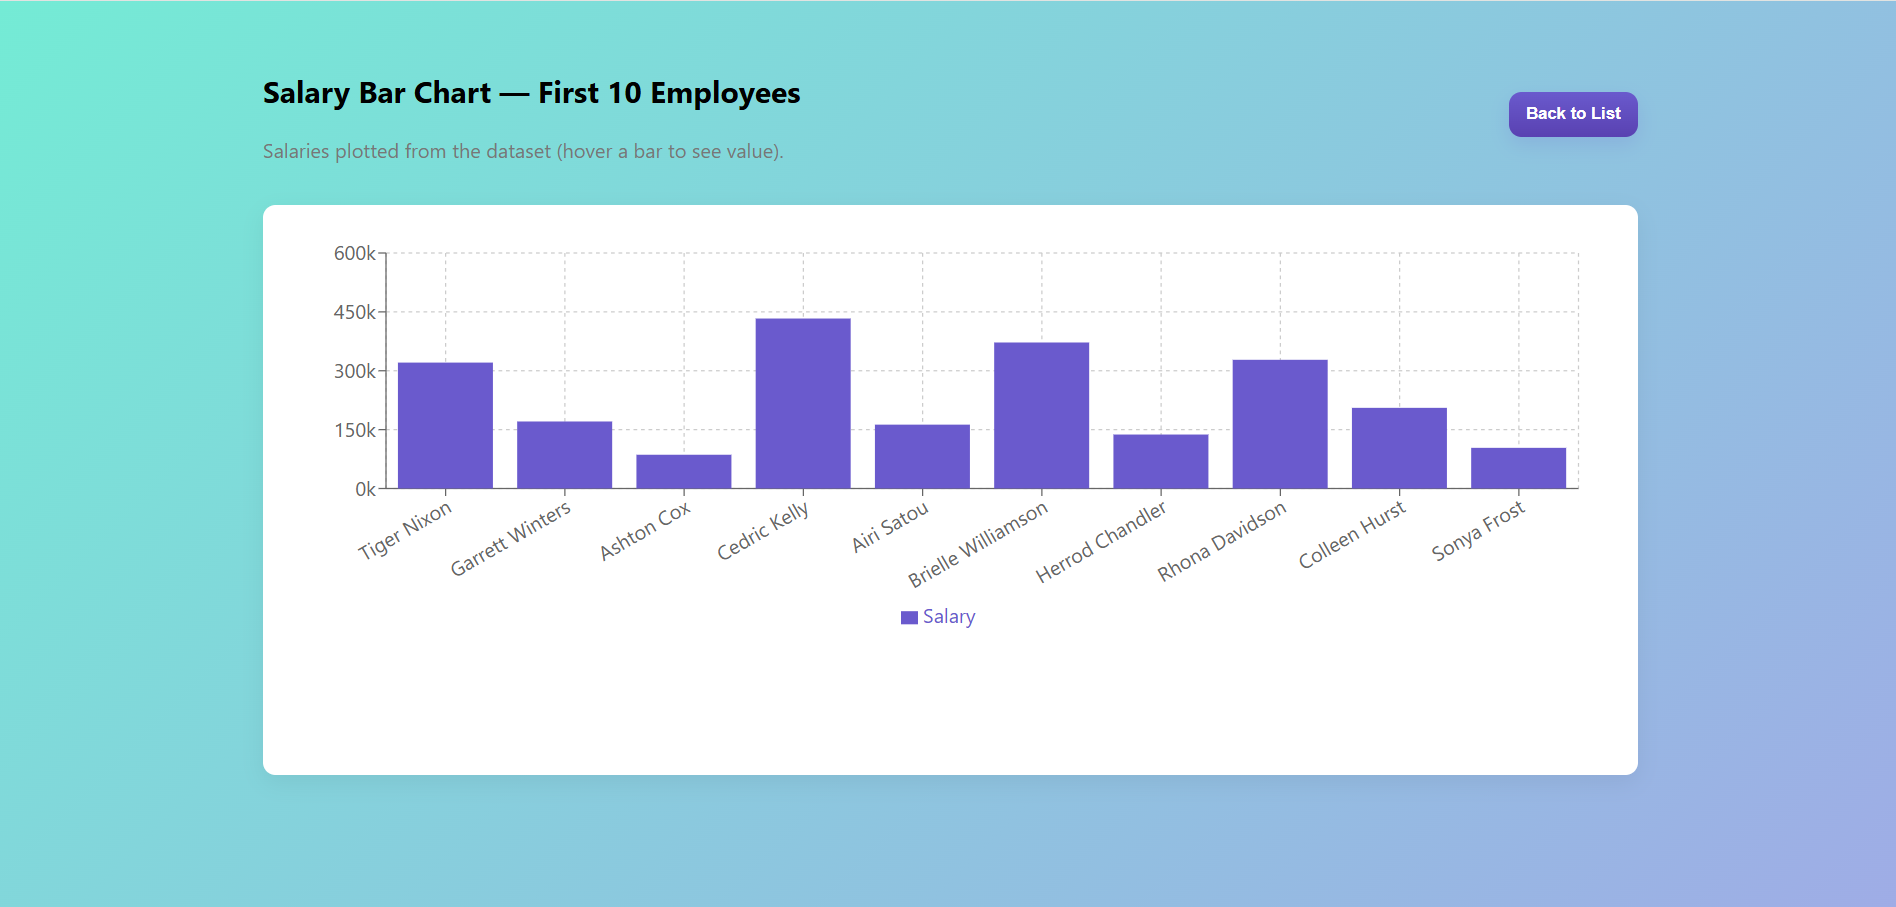 Salary Bar Chart — First 10 Employees
Back to List
Salaries plotted from the dataset (hover a bar to see value).
600k
450k
300k
150k
0k
Tiger Nixon
Garrett Winters
Ashton Cox
Cedric Kelly
Airi Satou
Brielle Williamson
Herrod Chandler
Rhona Davidson
Colleen Hurst
Sonya Frost
Salary